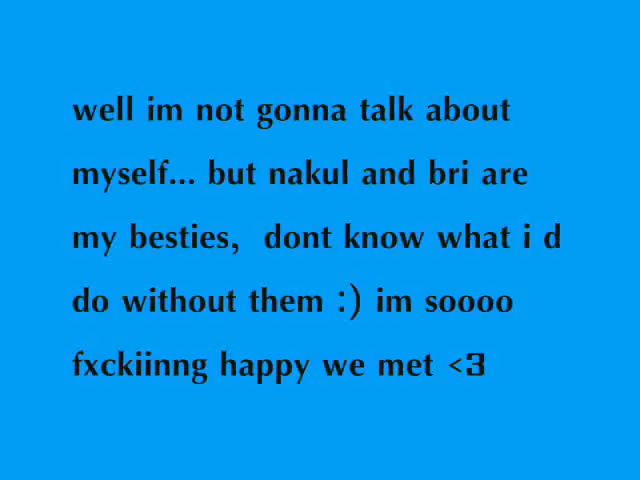 well im not gonna talk about
myself... but nakul and bri are
my besties,  dont know what i d
do without them :) im soooo
fxckiinng happy we met <3